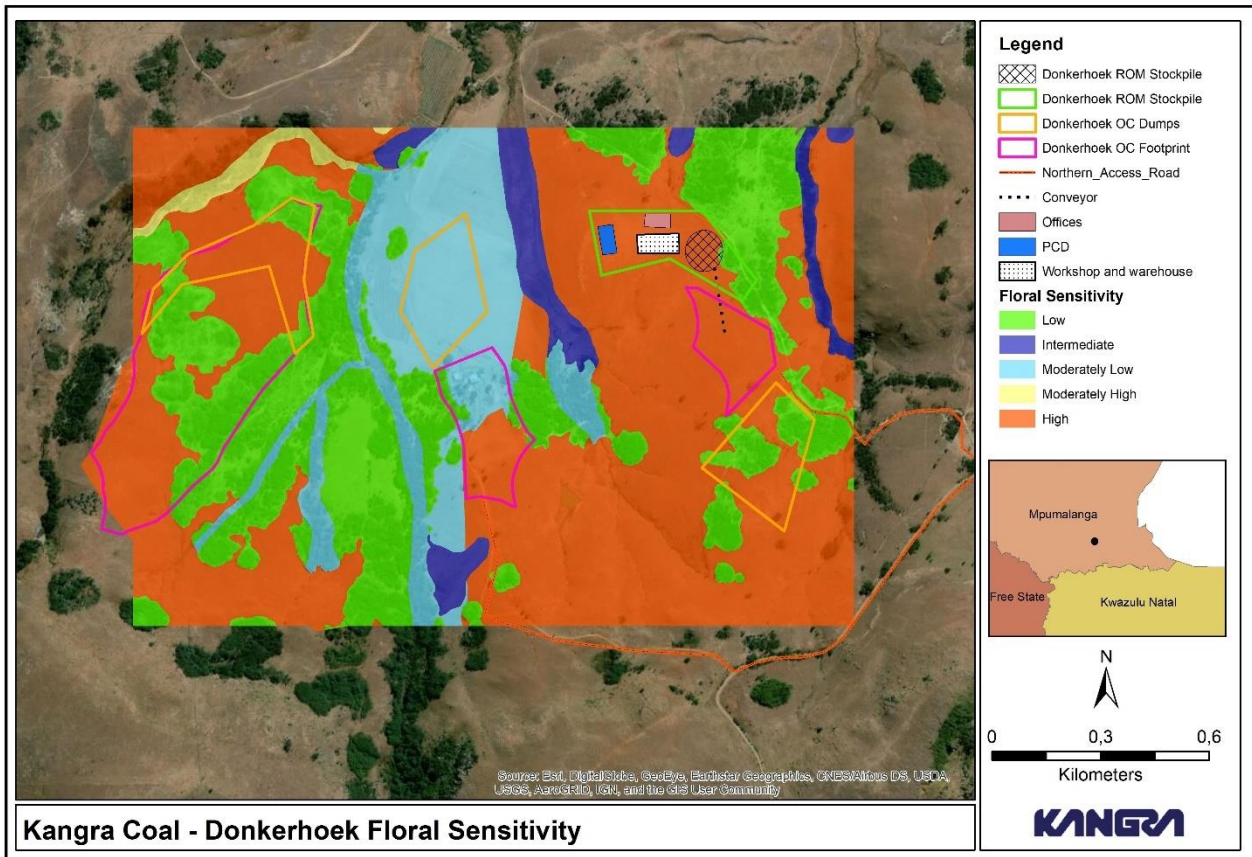 Legend
Donkerhoek ROM Stockpile
Donkerhoek ROM Stockpile
Donkerhoek OC Dumps
Donkerhoek OC Footprint
Northern_Access_Road
Conveyor
Offices
PCD
Workshop and warehouse
Floral Sensitivity
Low
Intermediate
Moderately Low
Moderately High
High
Mpumalanga
Free State
Kwazulu Natal
N
0 0,3 0,6
Kilometers
KANGRA
Source: Esri, DigitalGlobe, GeoEye, Earthstar Geographics, CNES/Airbus DS, USDA,
USGS, AeroGRID, IGN, and the GIS User Community
Kangra Coal - Donkerhoek Floral Sensitivity